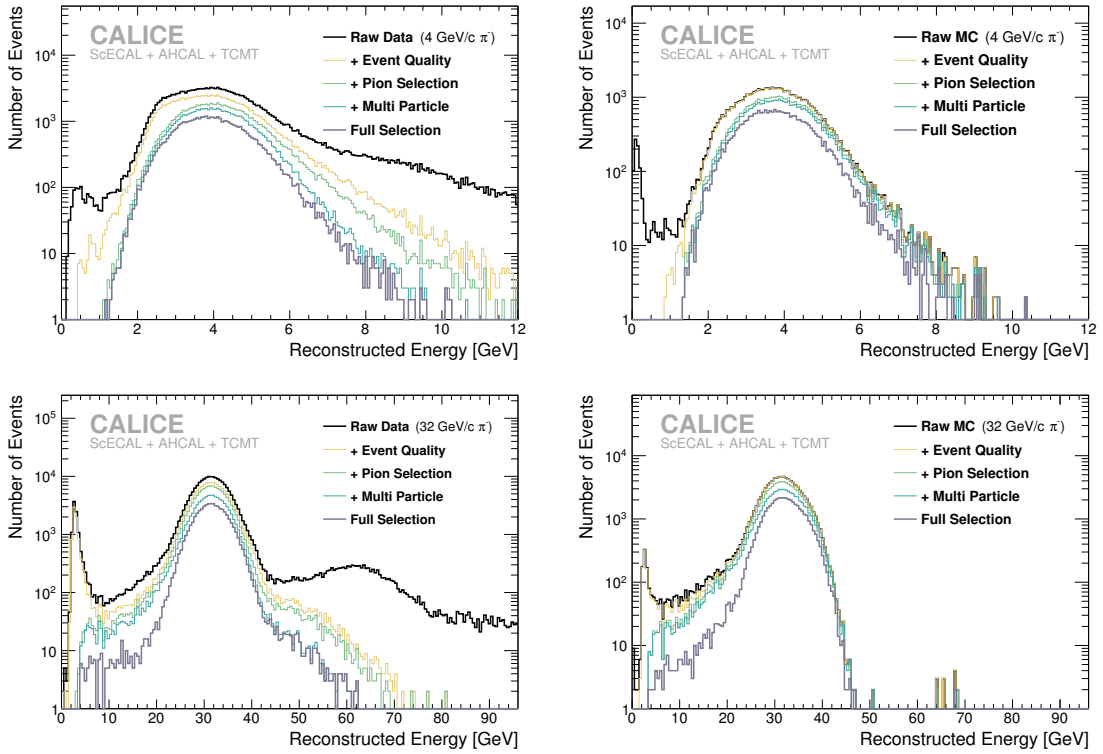 Number of Events
10⁴
10³
10²
10
1
CALICE
ScECAL + AHCAL + TCMT
Raw Data (4 GeV/c π⁻)
+ Event Quality
+ Pion Selection
+ Multi Particle
Full Selection
0 2 4 6 8 10 12
Reconstructed Energy [GeV]
Number of Events
10⁴
10³
10²
10
1
CALICE
ScECAL + AHCAL + TCMT
Raw MC (4 GeV/c π⁻)
+ Event Quality
+ Pion Selection
+ Multi Particle
Full Selection
0 2 4 6 8 10 12
Reconstructed Energy [GeV]
Number of Events
10⁵
10⁴
10³
10²
10
1
CALICE
ScECAL + AHCAL + TCMT
Raw Data (32 GeV/c π⁻)
+ Event Quality
+ Pion Selection
+ Multi Particle
Full Selection
0 10 20 30 40 50 60 70 80 90
Reconstructed Energy [GeV]
Number of Events
10⁴
10³
10²
10
1
CALICE
ScECAL + AHCAL + TCMT
Raw MC (32 GeV/c π⁻)
+ Event Quality
+ Pion Selection
+ Multi Particle
Full Selection
0 10 20 30 40 50 60 70 80 90
Reconstructed Energy [GeV]